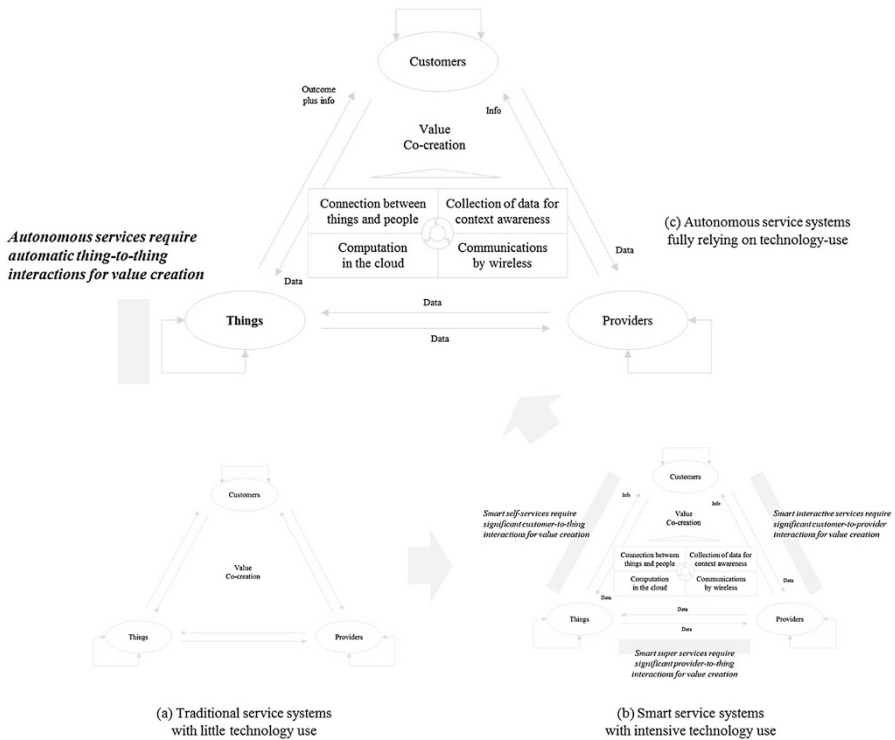 Customers
Outcome
plus info
Info
Value
Co-creation
Connection between
things and people
Collection of data for
context awareness
Computation
in the cloud
Communications
by wireless
(c) Autonomous service systems
fully relying on technology-use
Autonomous services require
automatic thing-to-thing
interactions for value creation
Data
Data
Data
Things
Providers
Data
Customers
Value
Co-creation
Things
Providers
(a) Traditional service systems
with little technology use
Customers
Info
Info
Smart self-services require
significant customer-to-thing
interactions for value creation
Value
Co-creation
Smart interactive services require
significant customer-to-provider
interactions for value creation
Connection between
things and people
Collection of data for
context awareness
Computation
in the cloud
Communications
by wireless
Data
Data
Data
Things
Data
Providers
Smart super services require
significant provider-to-thing
interactions for value creation
(b) Smart service systems
with intensive technology use